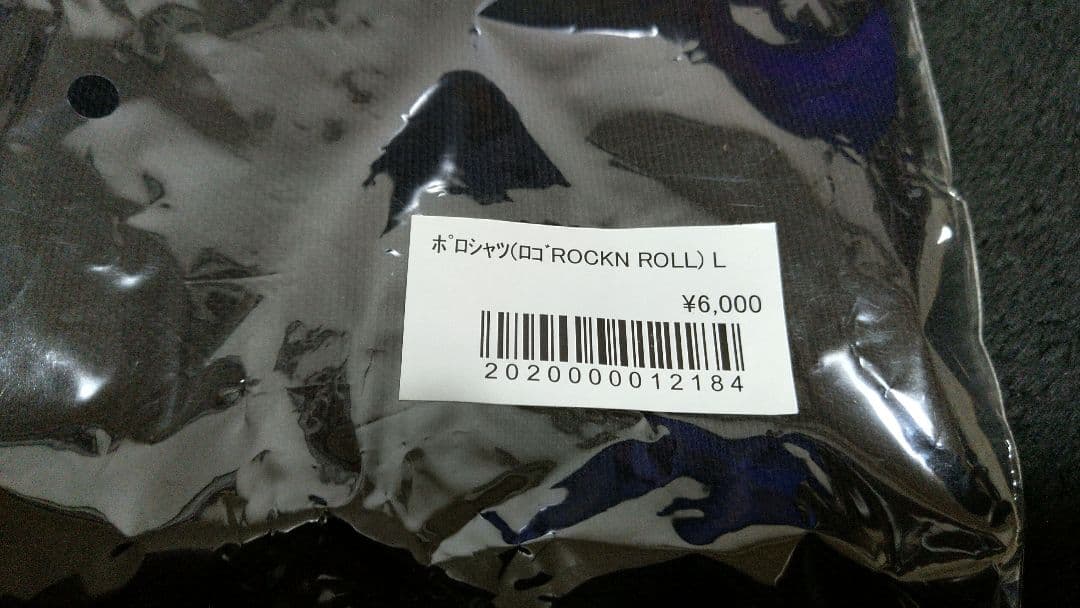 ﾎﾟﾛｼｬﾂ(ﾛｺﾞROCKN ROLL) L
¥6,000
2020000012184